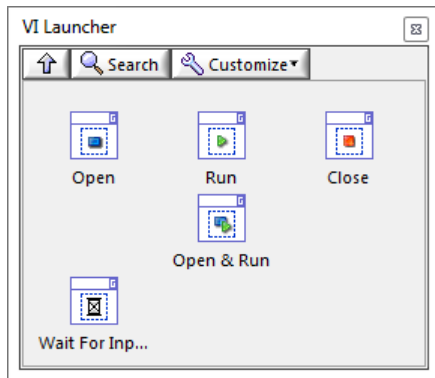 VI Launcher
Search Customize
Open Run Close
Open & Run
Wait For Inp...